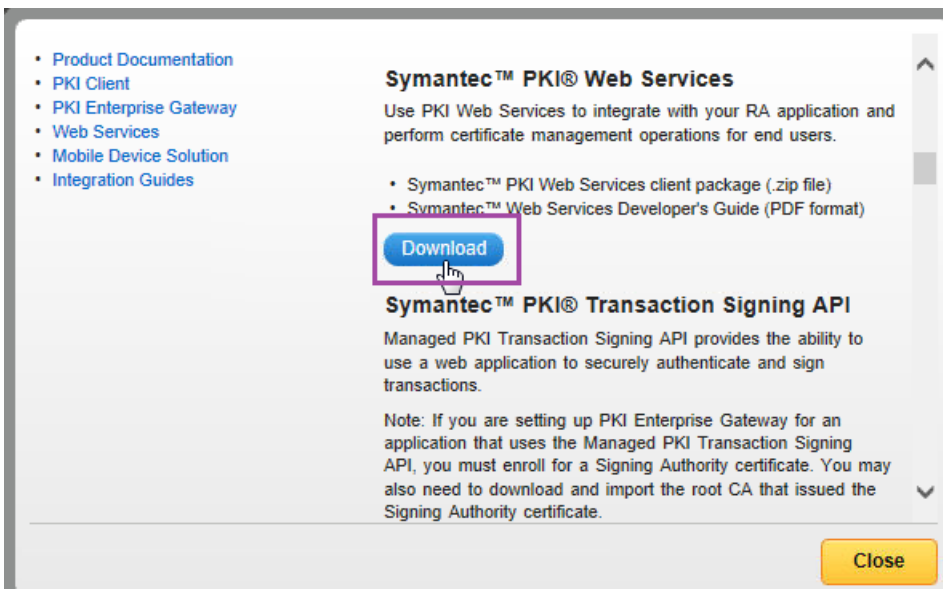 • Product Documentation
• PKI Client
• PKI Enterprise Gateway
• Web Services
• Mobile Device Solution
• Integration Guides
Symantec™ PKI® Web Services
Use PKI Web Services to integrate with your RA application and
perform certificate management operations for end users.
• Symantec™ PKI Web Services client package (.zip file)
• Symantec™ Web Services Developer's Guide (PDF format)
Download
Symantec™ PKI® Transaction Signing API
Managed PKI Transaction Signing API provides the ability to
use a web application to securely authenticate and sign
transactions.
Note: If you are setting up PKI Enterprise Gateway for an
application that uses the Managed PKI Transaction Signing
API, you must enroll for a Signing Authority certificate. You may
also need to download and import the root CA that issued the
Signing Authority certificate.
Close